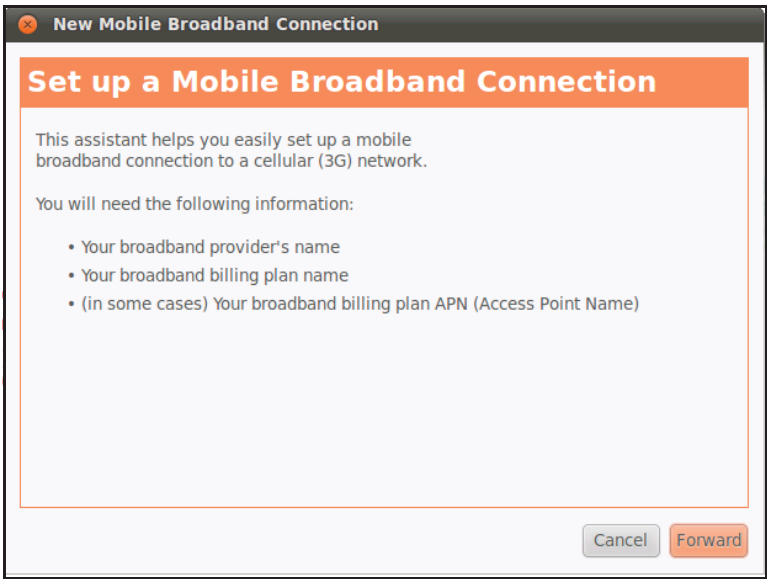 New Mobile Broadband Connection
Set up a Mobile Broadband Connection
This assistant helps you easily set up a mobile
broadband connection to a cellular (3G) network.
You will need the following information:
• Your broadband provider's name
• Your broadband billing plan name
• (in some cases) Your broadband billing plan APN (Access Point Name)
Cancel
Forward